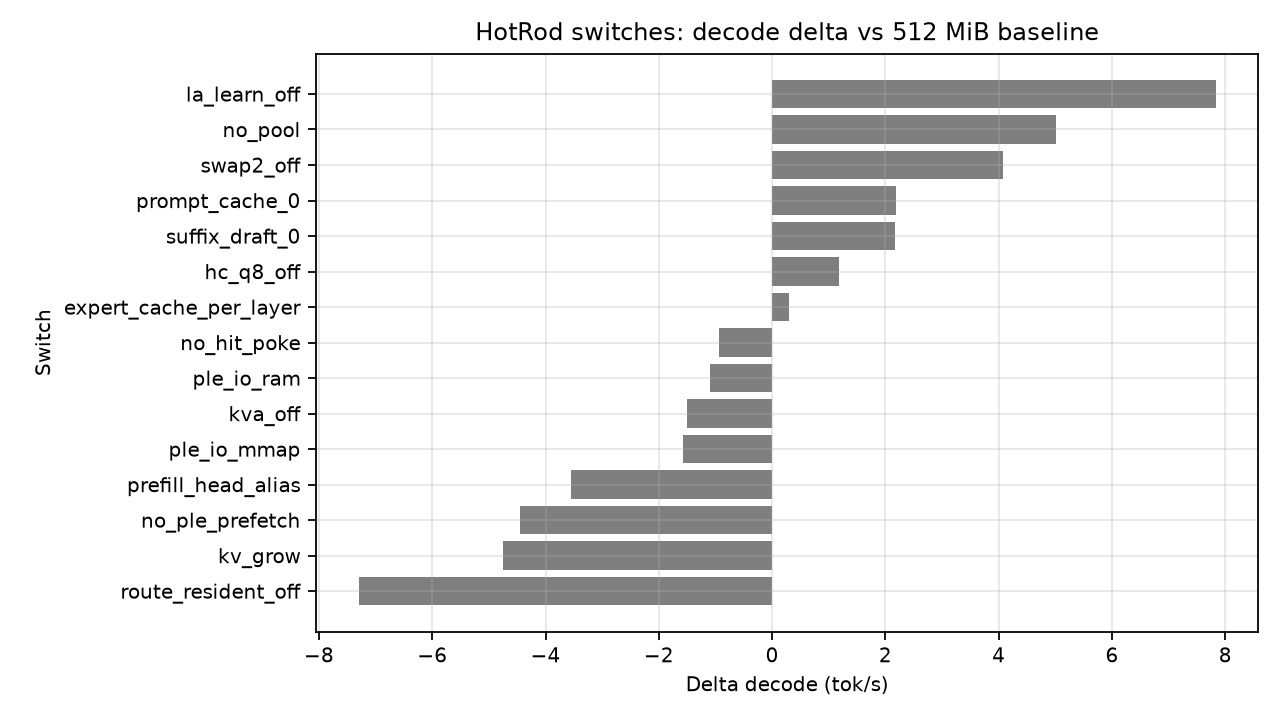 HotRod switches: decode delta vs 512 MiB baseline
la_learn_off
no_pool
swap2_off
prompt_cache_0
suffix_draft_0
hc_q8_off
expert_cache_per_layer
no_hit_poke
ple_io_ram
kva_off
ple_io_mmap
prefill_head_alias
no_ple_prefetch
kv_grow
route_resident_off
Switch
−8 −6 −4 −2 0 2 4 6 8
Delta decode (tok/s)